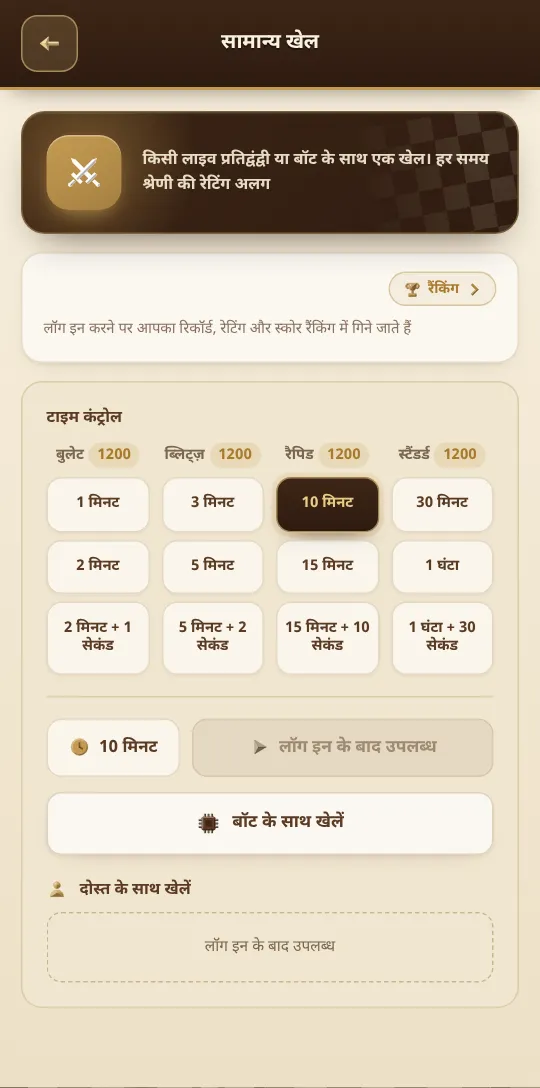 सामान्य खेल
किसी लाइव प्रतिद्वंद्वी या बॉट के साथ एक खेल। हर समय
श्रेणी की रेटिंग अलग
रैंकिंग
लॉग इन करने पर आपका रिकॉर्ड, रेटिंग और स्कोर रैंकिंग में गिने जाते हैं
टाइम कंट्रोल
बुलेट 1200 ब्लिट्ज़ 1200 रैपिड 1200 स्टैंडर्ड 1200
1 मिनट 3 मिनट 10 मिनट 30 मिनट
2 मिनट 5 मिनट 15 मिनट 1 घंटा
2 मिनट + 1 5 मिनट + 2 15 मिनट + 10 1 घंटा + 30
सेकंड सेकंड सेकंड सेकंड
10 मिनट लॉग इन के बाद उपलब्ध
बॉट के साथ खेलें
दोस्त के साथ खेलें
लॉग इन के बाद उपलब्ध